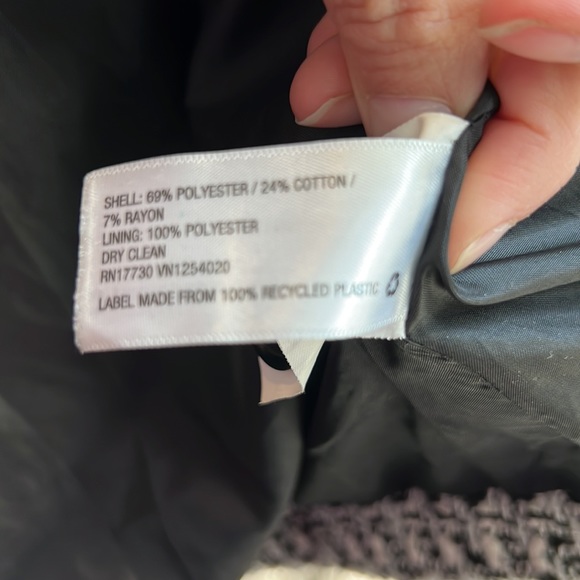 SHELL: 69% POLYESTER / 24% COTTON /
7% RAYON
LINING: 100% POLYESTER
DRY CLEAN
RN17730 VN1254020
LABEL MADE FROM 100% RECYCLED PLASTIC